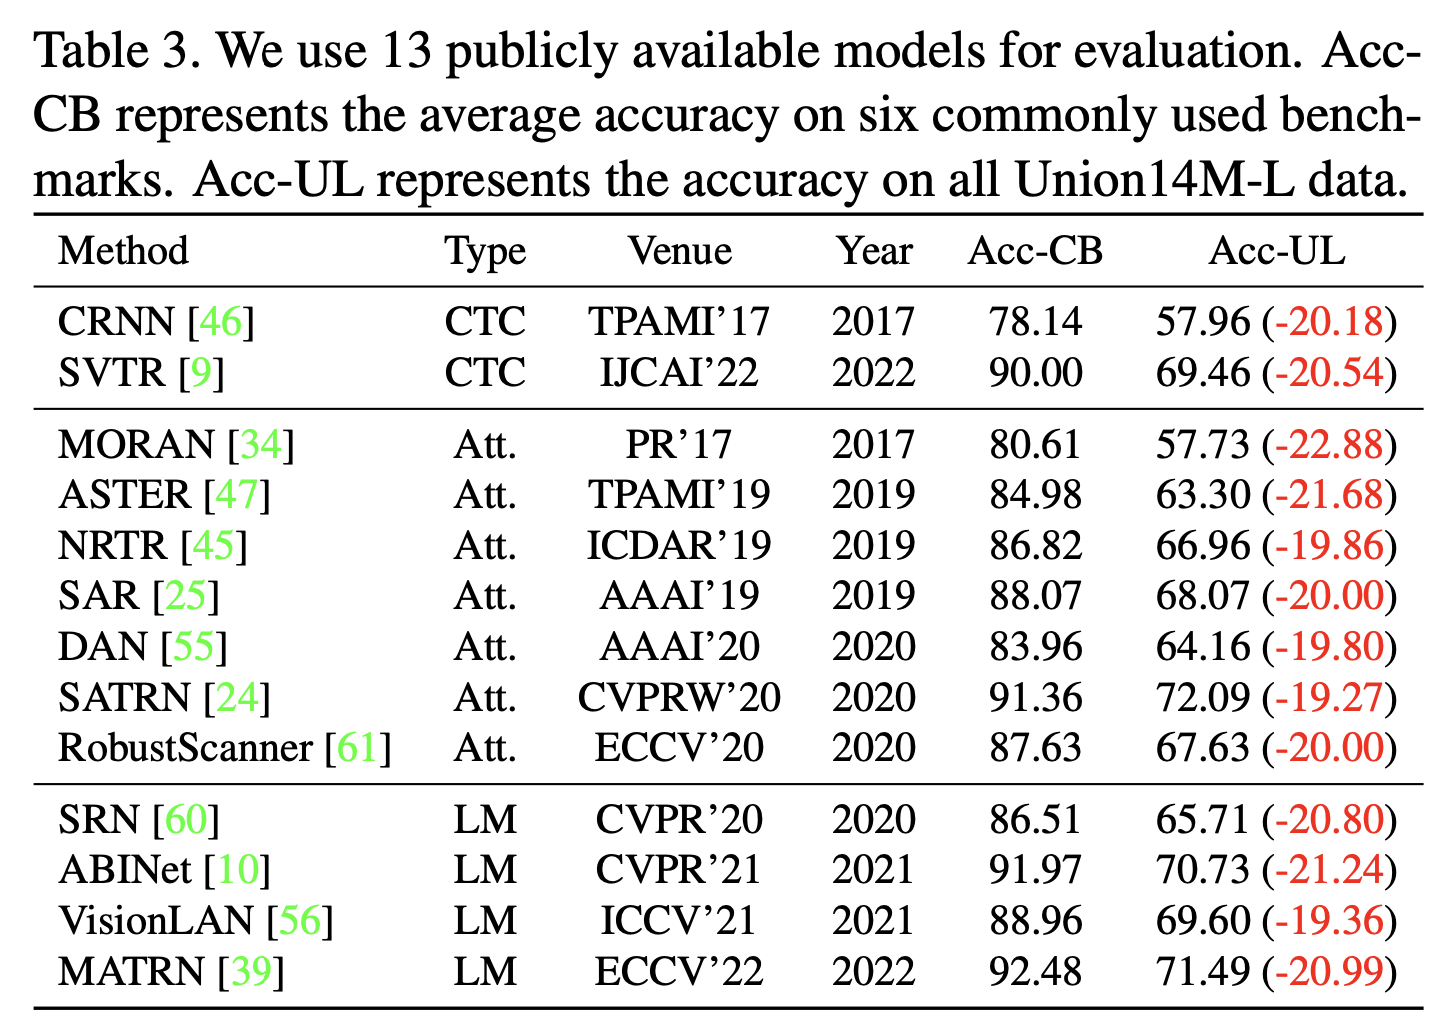 Table 3. We use 13 publicly available models for evaluation. Acc-
CB represents the average accuracy on six commonly used bench-
marks. Acc-UL represents the accuracy on all Union14M-L data.
Method Type Venue Year Acc-CB Acc-UL
CRNN [46] CTC TPAMI’17 2017 78.14 57.96 (-20.18)
SVTR [9] CTC IJCAI’22 2022 90.00 69.46 (-20.54)
MORAN [34] Att. PR’17 2017 80.61 57.73 (-22.88)
ASTER [47] Att. TPAMI’19 2019 84.98 63.30 (-21.68)
NRTR [45] Att. ICDAR’19 2019 86.82 66.96 (-19.86)
SAR [25] Att. AAAI’19 2019 88.07 68.07 (-20.00)
DAN [55] Att. AAAI’20 2020 83.96 64.16 (-19.80)
SATRN [24] Att. CVPRW’20 2020 91.36 72.09 (-19.27)
RobustScanner [61] Att. ECCV’20 2020 87.63 67.63 (-20.00)
SRN [60] LM CVPR’20 2020 86.51 65.71 (-20.80)
ABINet [10] LM CVPR’21 2021 91.97 70.73 (-21.24)
VisionLAN [56] LM ICCV’21 2021 88.96 69.60 (-19.36)
MATRN [39] LM ECCV’22 2022 92.48 71.49 (-20.99)